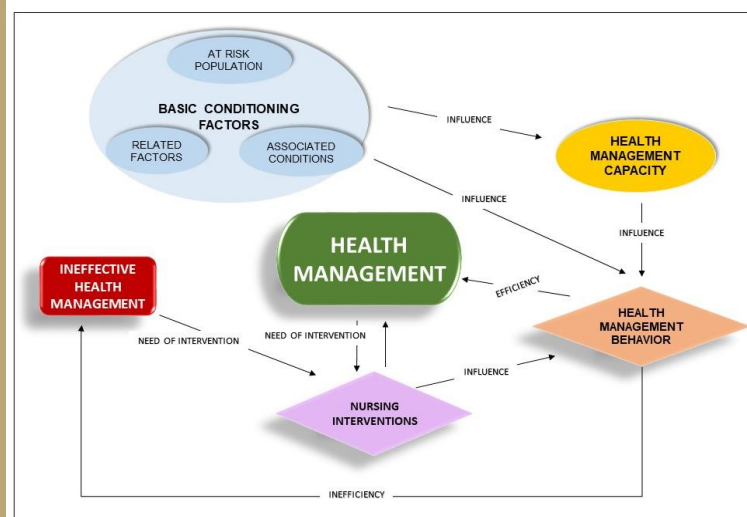 AT RISK
POPULATION
BASIC CONDITIONING
FACTORS
RELATED
FACTORS
ASSOCIATED
CONDITIONS
INFLUENCE
HEALTH
MANAGEMENT
CAPACITY
INFLUENCE
INFLUENCE
HEALTH
MANAGEMENT
INEFFECTIVE
HEALTH
MANAGEMENT
EFFICIENCY
HEALTH
MANAGEMENT
BEHAVIOR
NEED OF INTERVENTION
NEED OF INTERVENTION
INFLUENCE
NURSING
INTERVENTIONS
INEFFICIENCY